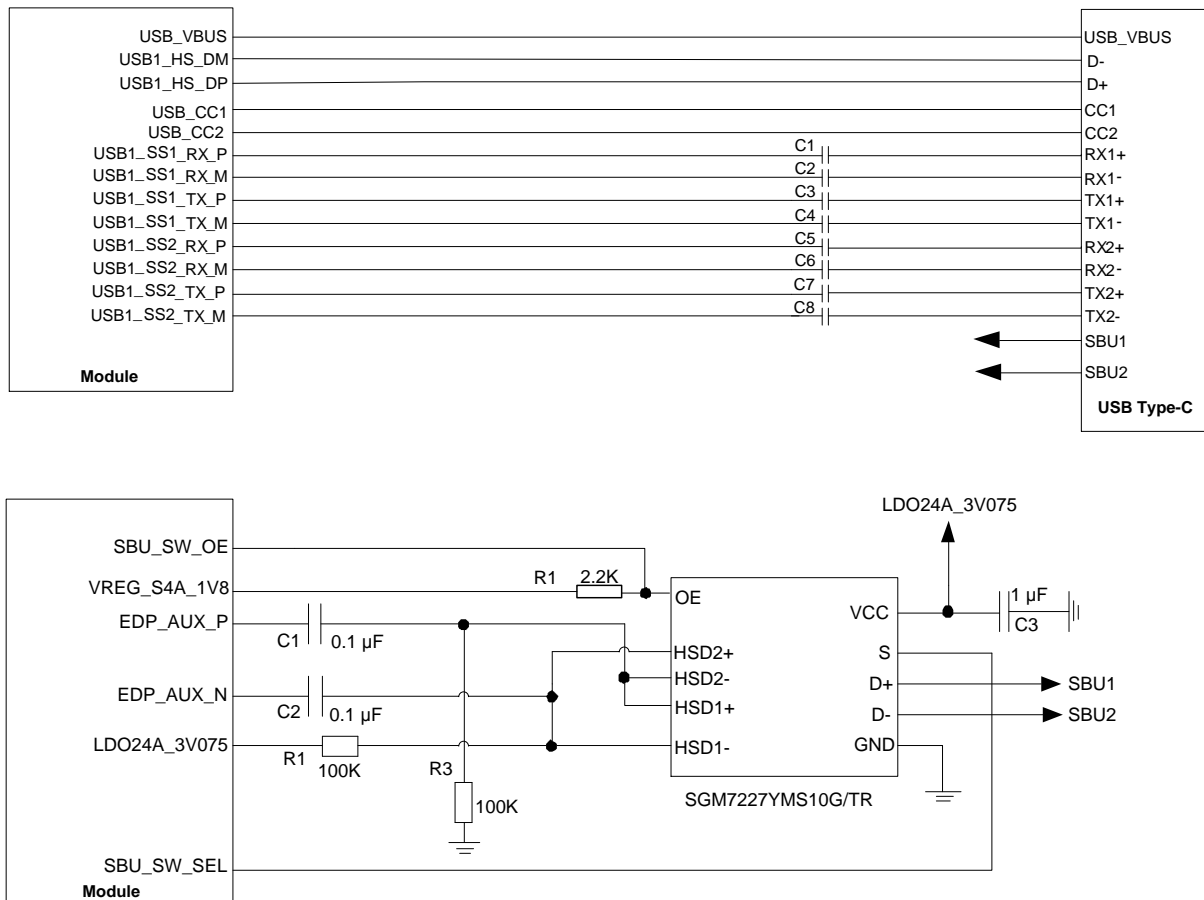 USB_VBUS
USB1_HS_DM
USB1_HS_DP
USB_CC1
USB_CC2
USB1_SS1_RX_P
USB1_SS1_RX_M
USB1_SS1_TX_P
USB1_SS1_TX_M
USB1_SS2_RX_P
USB1_SS2_RX_M
USB1_SS2_TX_P
USB1_SS2_TX_M
Module
C1
C2
C3
C4
C5
C6
C7
C8
USB_VBUS
D-
D+
CC1
CC2
RX1+
RX1-
TX1+
TX1-
RX2+
RX2-
TX2+
TX2-
SBU1
SBU2
USB Type-C
SBU_SW_OE
VREG_S4A_1V8
EDP_AUX_P
EDP_AUX_N
LDO24A_3V075
SBU_SW_SEL
Module
R1 2.2K
C1 0.1 µF
C2 0.1 µF
R1 100K
R3
100K
OE
HSD2+
HSD2-
HSD1+
HSD1-
VCC
S
D+
D-
GND
SGM7227YMS10G/TR
LDO24A_3V075
1 µF
C3
SBU1
SBU2